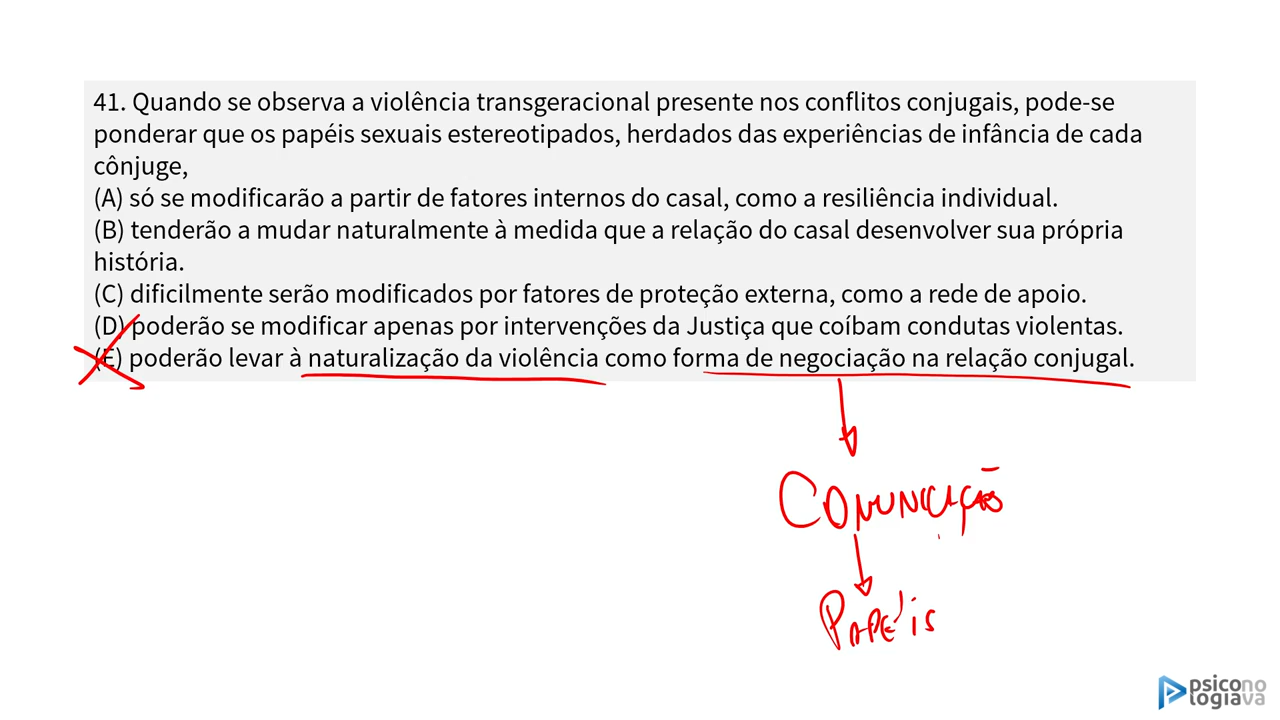 41. Quando se observa a violência transgeracional presente nos conflitos conjugais, pode-se
ponderar que os papéis sexuais estereotipados, herdados das experiências de infância de cada
cônjuge,
(A) só se modificarão a partir de fatores internos do casal, como a resiliência individual.
(B) tenderão a mudar naturalmente à medida que a relação do casal desenvolver sua própria
história.
(C) dificilmente serão modificados por fatores de proteção externa, como a rede de apoio.
(D) poderão se modificar apenas por intervenções da Justiça que coíbam condutas violentas.
(E) poderão levar à naturalização da violência como forma de negociação na relação conjugal.
COMUNICAÇÃO
PAPÉIS
psicono
logiava